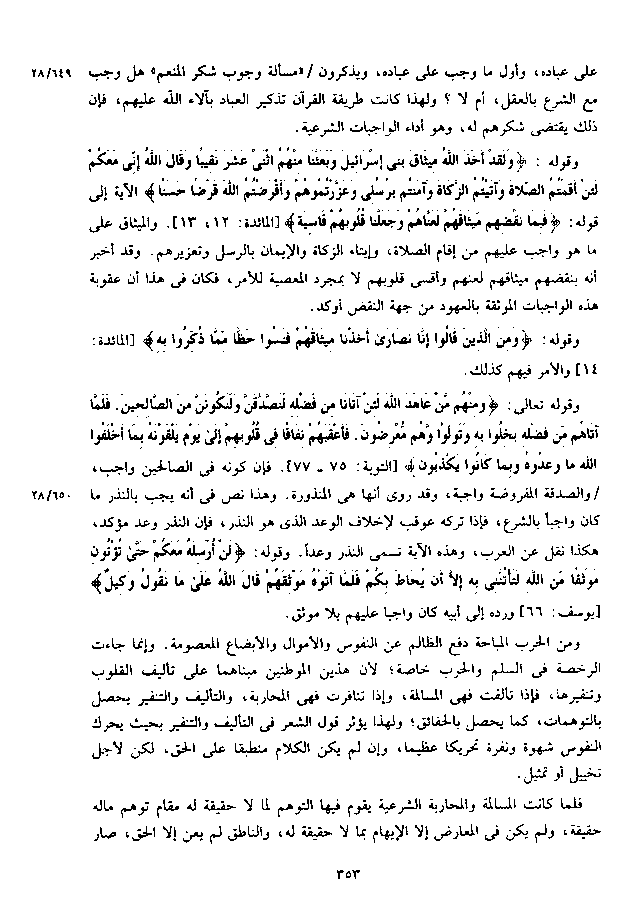 على عباده، وأول ما وجب على عباده، ويذكرون / «مسألة وجوب شكر المنعم» هل وجب ٢٨/٦٤٩
مع الشرع بالعقل، أم لا ؟ ولهذا كانت طريقة القرآن تذكير العباد بآلاء الله عليهم، فإن
ذلك يقتضى شكرهم له، وهو أداء الواجبات الشرعية.
وقوله : ﴿وَلَقَدْ أَخَذَ اللَّهُ مِيثَاقَ بَنِي إِسْرَائِيلَ وَبَعَثْنَا مِنْهُمُ اثْنَىْ عَشَرَ نَقِيبًا وَقَالَ اللَّهُ إِنِّي مَعَكُمْ
لَئِنْ أَقَمْتُمُ الصَّلاةَ وَآتَيْتُمُ الزَّكَاةَ وَآمَنتُم بِرُسُلِي وَعَزَّرْتُمُوهُمْ وَأَقْرَضْتُمُ اللَّهَ قَرْضًا حَسَنًا﴾ الآية إلى
قوله: ﴿فَبِمَا نَقْضِهِم مِّيثَاقَهُمْ لَعَنَّاهُمْ وَجَعَلْنَا قُلُوبَهُمْ قَاسِيَةً﴾ [المائدة: ١٢، ١٣]. والميثاق على
ما هو واجب عليهم من إقام الصلاة، وإيتاء الزكاة والإيمان بالرسل وتعزيرهم. وقد أخبر
أنه بنقضهم ميثاقهم لعنهم وأقسى قلوبهم لا بمجرد المعصية للأمر، فكان فى هذا أن عقوبة
هذه الواجبات الموثقة بالعهود من جهة النقض أوكد.
وقوله: ﴿وَمِنَ الَّذِينَ قَالُوا إِنَّا نَصَارَىٰ أَخَذْنَا مِيثَاقَهُمْ فَنَسُوا حَظًّا مِّمَّا ذُكِّرُوا بِهِ﴾ [المائدة:
١٤] والأمر فيهم كذلك.
وقوله تعالى: ﴿وَمِنْهُم مَّنْ عَاهَدَ اللَّهَ لَئِنْ آتَانَا مِن فَضْلِهِ لَنَصَّدَّقَنَّ وَلَنَكُونَنَّ مِنَ الصَّالِحِينَ. فَلَمَّا
آتَاهُم مِّن فَضْلِهِ بَخِلُوا بِهِ وَتَوَلَّوا وَّهُم مُّعْرِضُونَ. فَأَعْقَبَهُمْ نِفَاقًا فِي قُلُوبِهِمْ إِلَىٰ يَوْمِ يَلْقَوْنَهُ بِمَا أَخْلَفُوا
اللَّهَ مَا وَعَدُوهُ وَبِمَا كَانُوا يَكْذِبُونَ﴾ [التوبة: ٧٥ ـ ٧٧]. فإن كونه فى الصالحين واجب،
/ والصدقة المفروضة واجبة، وقد روى أنها هى المنذورة. وهذا نص فى أنه يجب بالنذر ما ٢٨/٦٥٠
كان واجباً بالشرع، فإذا تركه عوقب لإخلاف الوعد الذى هو النذر، فإن النذر وعد مؤكد،
هكذا نقل عن العرب، وهذه الآية تسمى النذر وعداً. وقوله: ﴿لَنْ أُرْسِلَهُ مَعَكُمْ حَتَّىٰ تُؤْتُونِ
مَوْثِقًا مِّنَ اللَّهِ لَتَأْتُنَّنِي بِهِ إِلاَّ أَن يُحَاطَ بِكُمْ فَلَمَّا آتَوْهُ مَوْثِقَهُمْ قَالَ اللَّهُ عَلَىٰ مَا نَقُولُ وَكِيلٌ﴾
[يوسف: ٦٦] ورده إلى أبيه كان واجبا عليهم بلا موثق.
ومن الحرب المباحة دفع الظالم عن النفوس والأموال والأبضاع المعصومة. وإنما جاءت
الرخصة فى السلم والحرب خاصة؛ لأن هذين الموطنين مبناهما على تأليف القلوب
وتنفيرها، فإذا تألفت فهى المسالمة، وإذا تنافرت فهى المحاربة، والتأليف والتنفير يحصل
بالتوهمات، كما يحصل بالحقائق؛ ولهذا يؤثر قول الشعر فى التأليف والتنفير بحيث يحرك
النفوس شهوة ونفرة تحريكا عظيما، وإن لم يكن الكلام منطبقا على الحق، لكن لأجل
تخييل أو تمثيل.
فلما كانت المسالمة والمحاربة الشرعية يقوم فيها التوهم لما لا حقيقة له مقام توهم ماله
حقيقة، ولم يكن فى المعارض إلا الإيهام بما لا حقيقة له، والناطق لم يعن إلا الحق، صار
٣٥٣